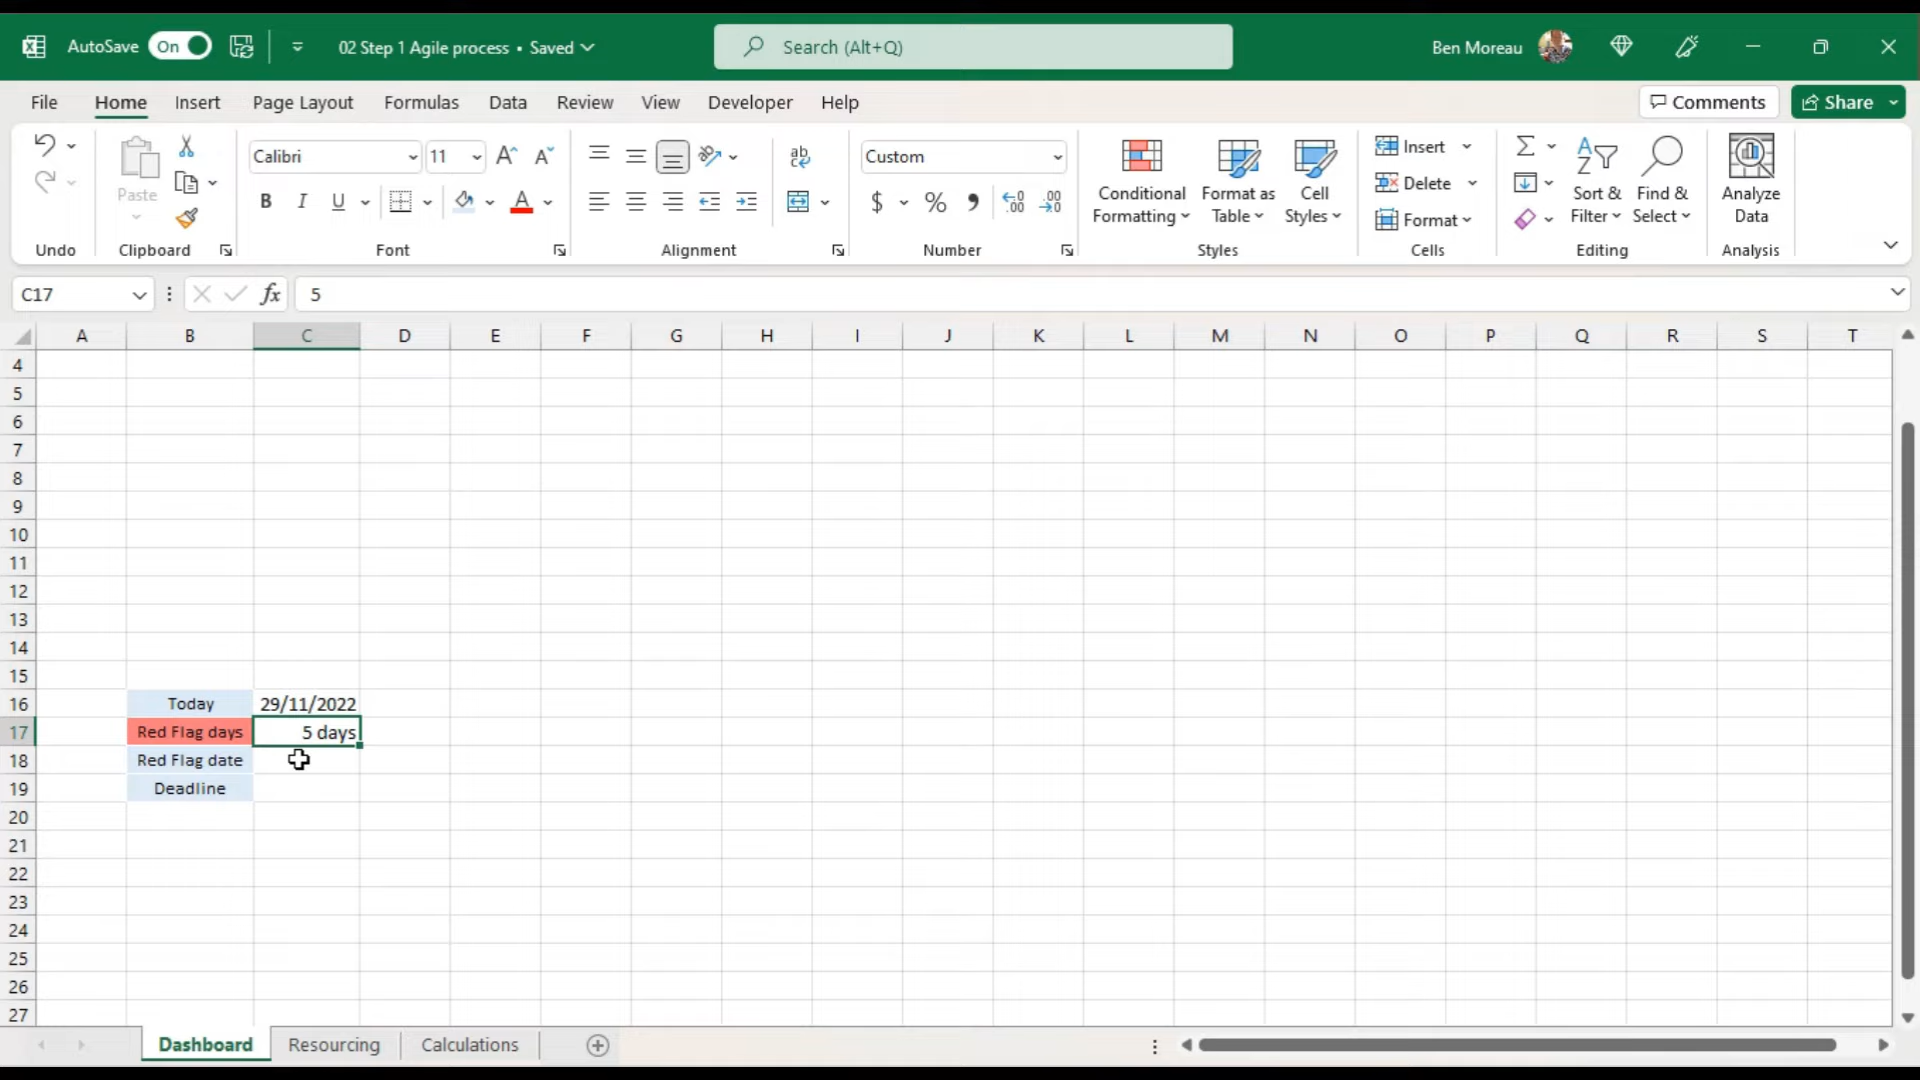 AutoSave On 02 Step 1 Agile process • Saved Search (Alt+Q) Ben Moreau
File Home Insert Page Layout Formulas Data Review View Developer Help Comments Share
Paste Calibri 11 Custom Conditional Formatting Format as Table Cell Styles Insert Delete Format Sort & Filter Find & Select Analyze Data
B I U $ %
Undo Clipboard Font Alignment Number Styles Cells Editing Analysis
C17 fx 5
A B C D E F G H I J K L M N O P Q R S T
4
5
6
7
8
9
10
11
12
13
14
15
16 Today 29/11/2022
17 Red Flag days 5 days
18 Red Flag date
19 Deadline
20
21
22
23
24
25
26
27
Dashboard Resourcing Calculations